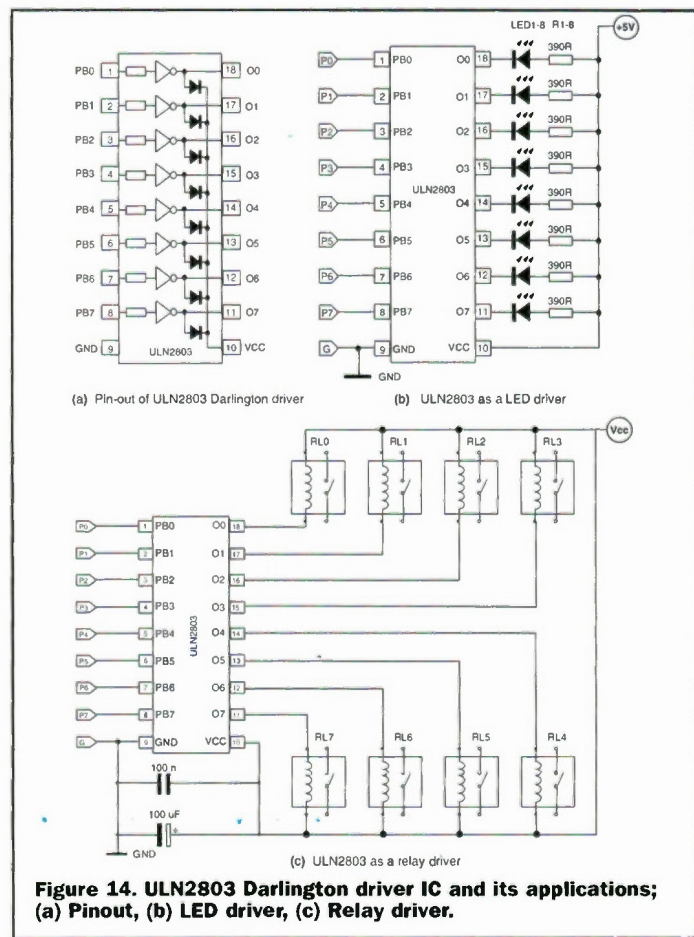 PB0 1 18 O0
PB1 2 17 O1
PB2 3 16 O2
PB3 4 15 O3
PB4 5 14 O4
PB5 6 13 O5
PB6 7 12 O6
PB7 8 11 O7
GND 9 10 VCC
ULN2803
(a) Pin-out of ULN2803 Darlington driver
LED1-8 R1-8 +5V
P0 1 PB0 O0 18 390R
P1 2 PB1 O1 17 390R
P2 3 PB2 O2 16 390R
P3 4 PB3 O3 15 390R
ULN2803
P4 5 PB4 O4 14 390R
P5 6 PB5 O5 13 390R
P6 7 PB6 O6 12 390R
P7 8 PB7 O7 11 390R
G 9 GND VCC 10
GND
(b) ULN2803 as a LED driver
Vcc
RL0 RL1 RL2 RL3
P0 1 PB0 O0 18
P1 2 PB1 O1 17
P2 3 PB2 O2 16
P3 4 PB3 O3 15
ULN2803
P4 5 PB4 O4 14
P5 6 PB5 O5 13
P6 7 PB6 O6 12
P7 8 PB7 O7 11
G 9 GND VCC 10
RL7 RL6 RL5 RL4
100 n
100 uF
+
GND
(c) ULN2803 as a relay driver
Figure 14. ULN2803 Darlington driver IC and its applications;
(a) Pinout, (b) LED driver, (c) Relay driver.